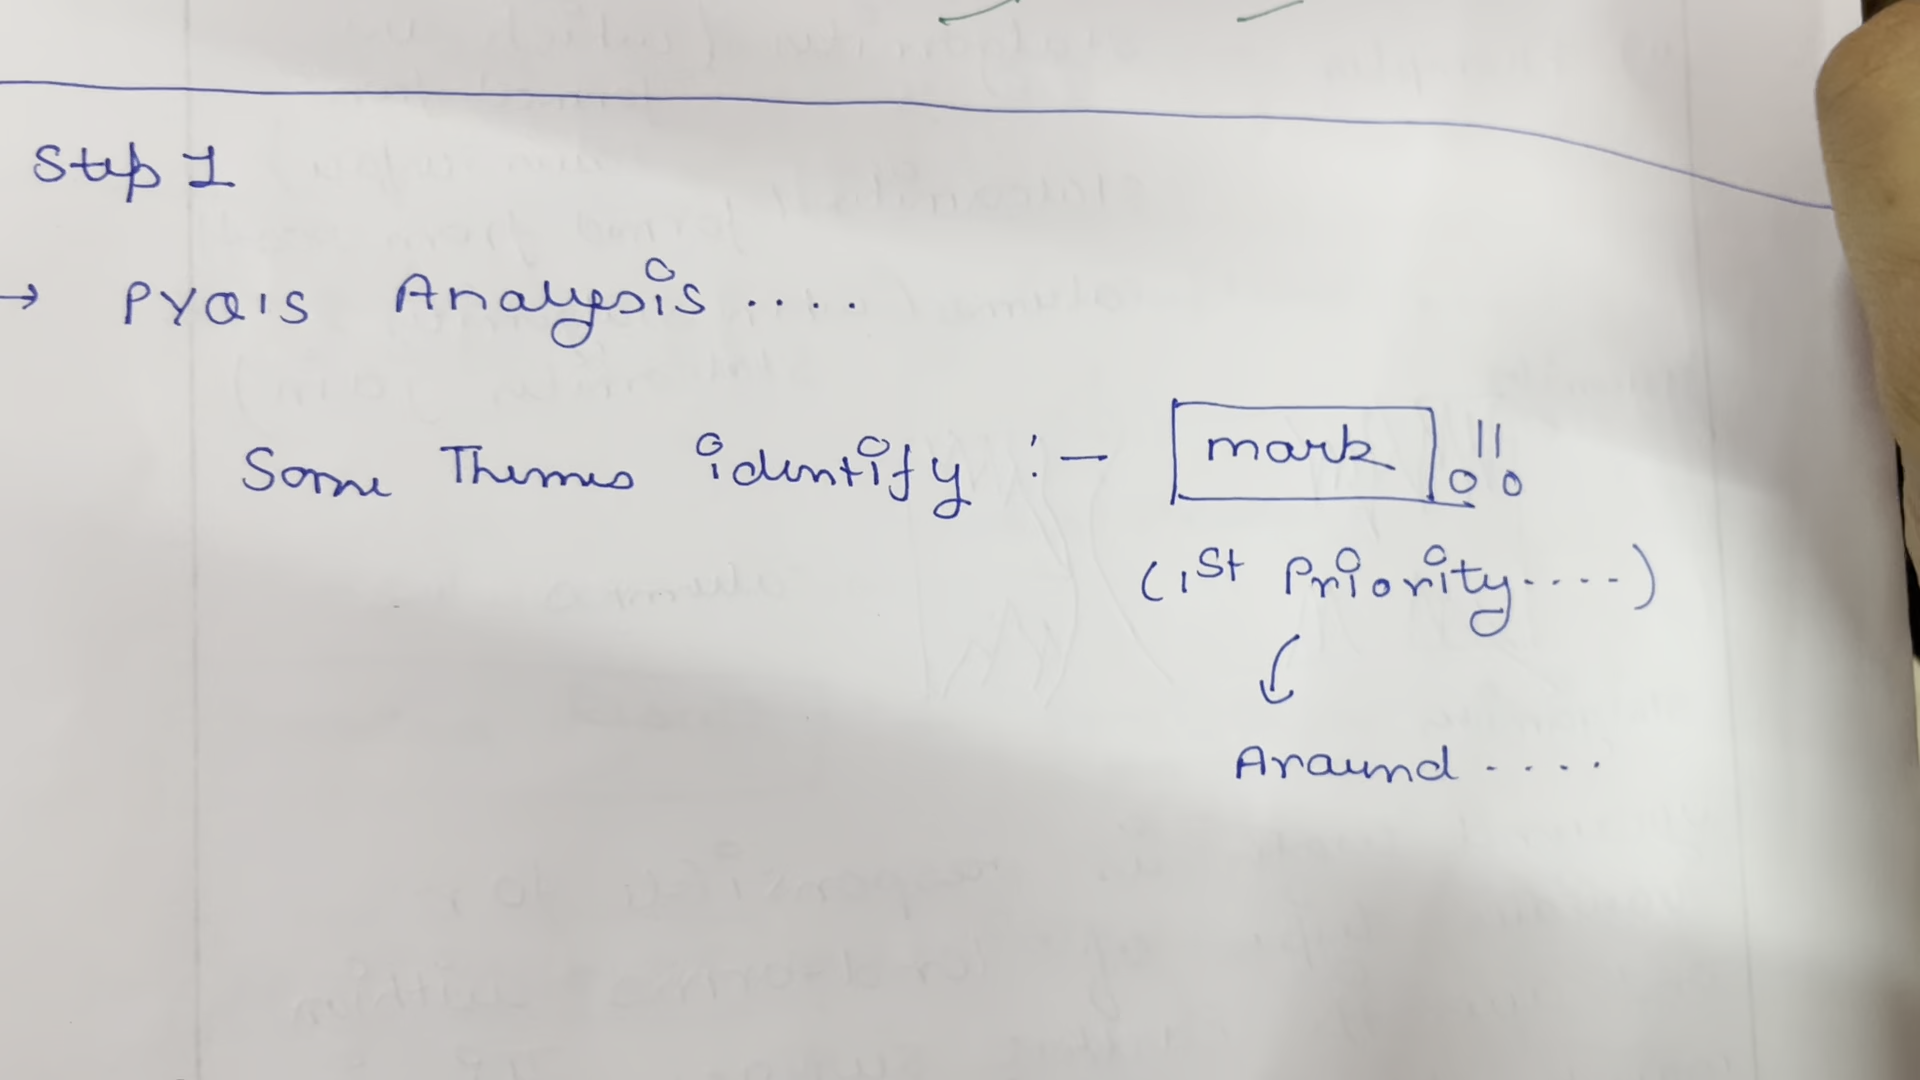 Step 1
→ PYQ's Analysis ....
Some Themes identify :- mark !!
(1st Priority....)
Around ....